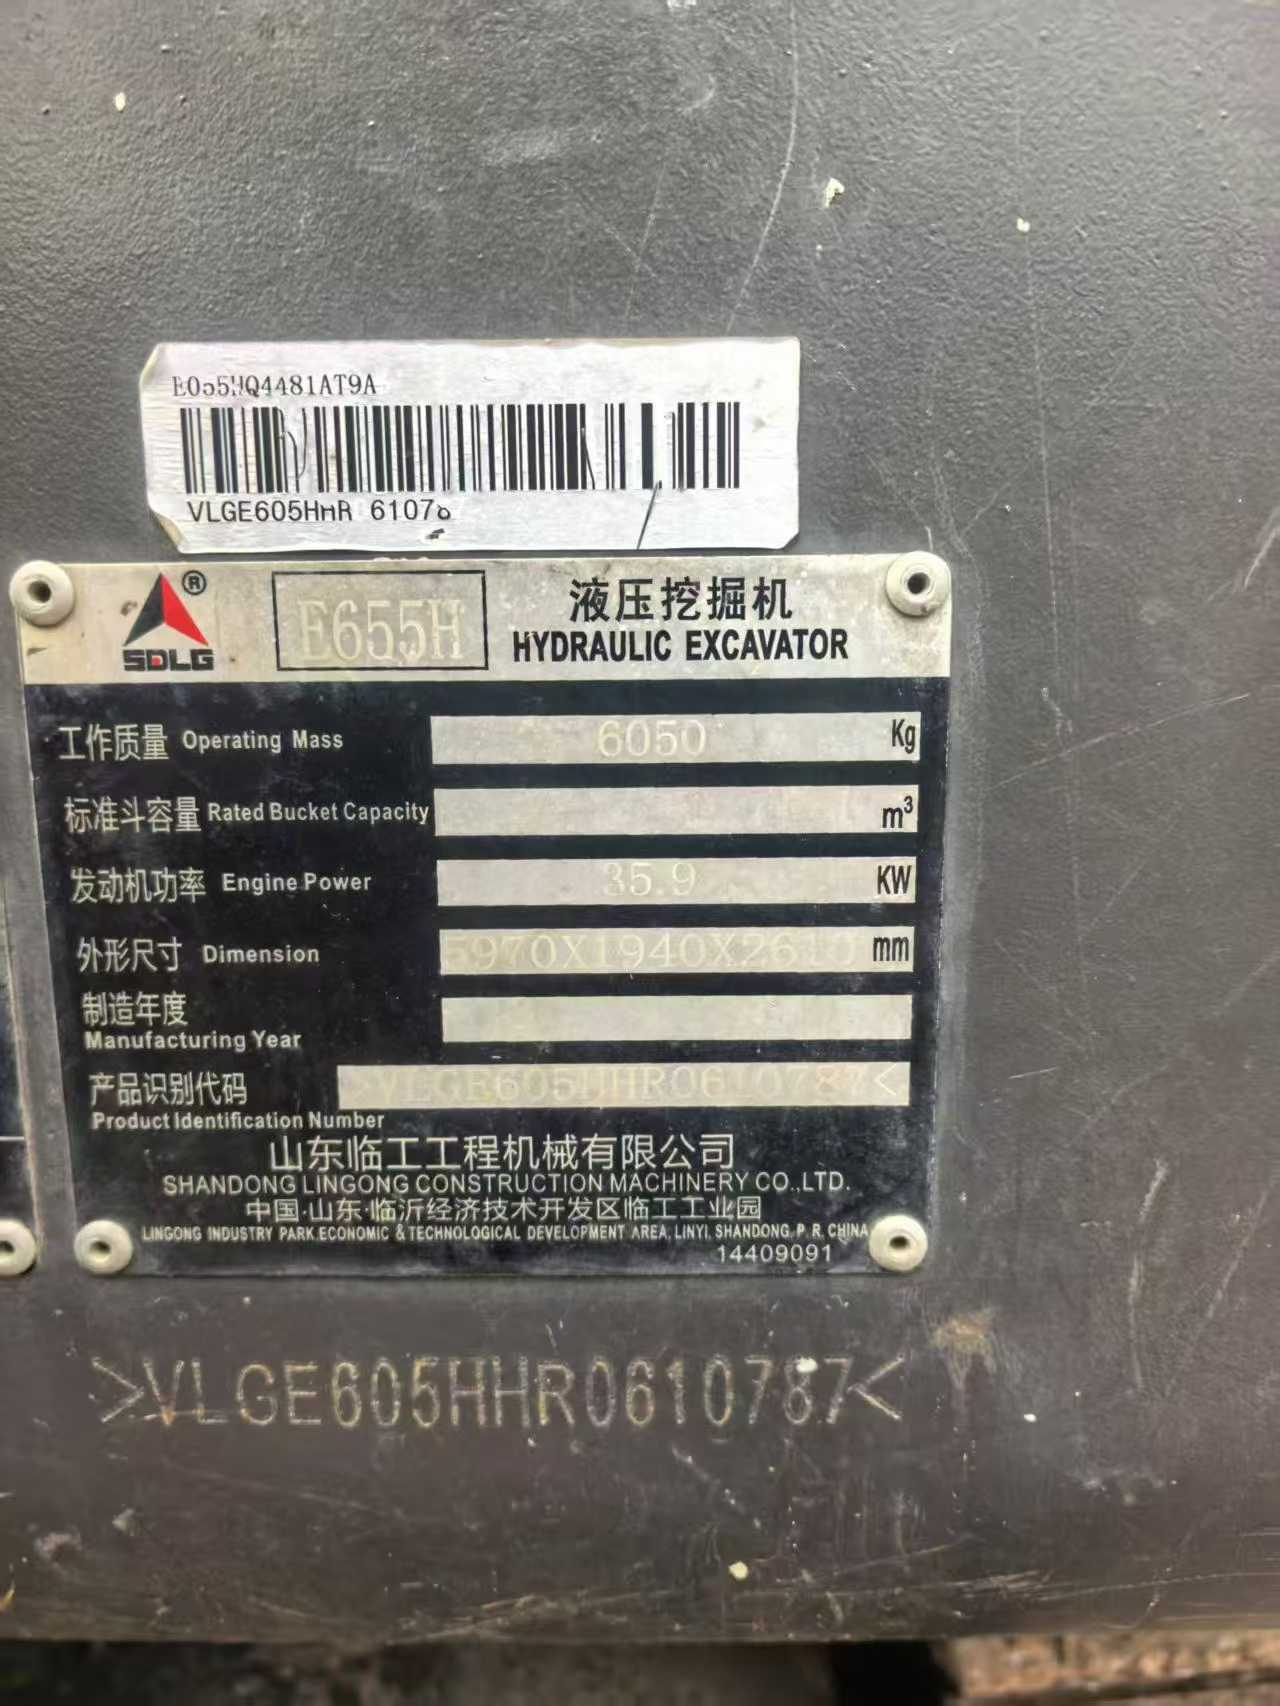 VLGE605HHR 6107
®
SDLG
E655H
液压挖掘机
HYDRAULIC EXCAVATOR
工作质量 Operating Mass 6050 Kg
标准斗容量 Rated Bucket Capacity m³
发动机功率 Engine Power 35.9 KW
外形尺寸 Dimension mm
制造年度
Manufacturing Year
产品识别代码 >VLGE605HHR0610787<
Product Identification Number
山东临工工程机械有限公司
SHANDONG LINGONG CONSTRUCTION MACHINERY CO.,LTD.
中国·山东·临沂经济技术开发区临工工业园
LINGONG INDUSTRY PARK,ECONOMIC & TECHNOLOGICAL DEVELOPMENT AREA, LINYI, SHANDONG, P. R. CHINA
14409091
>VLGE605HHR0610787<